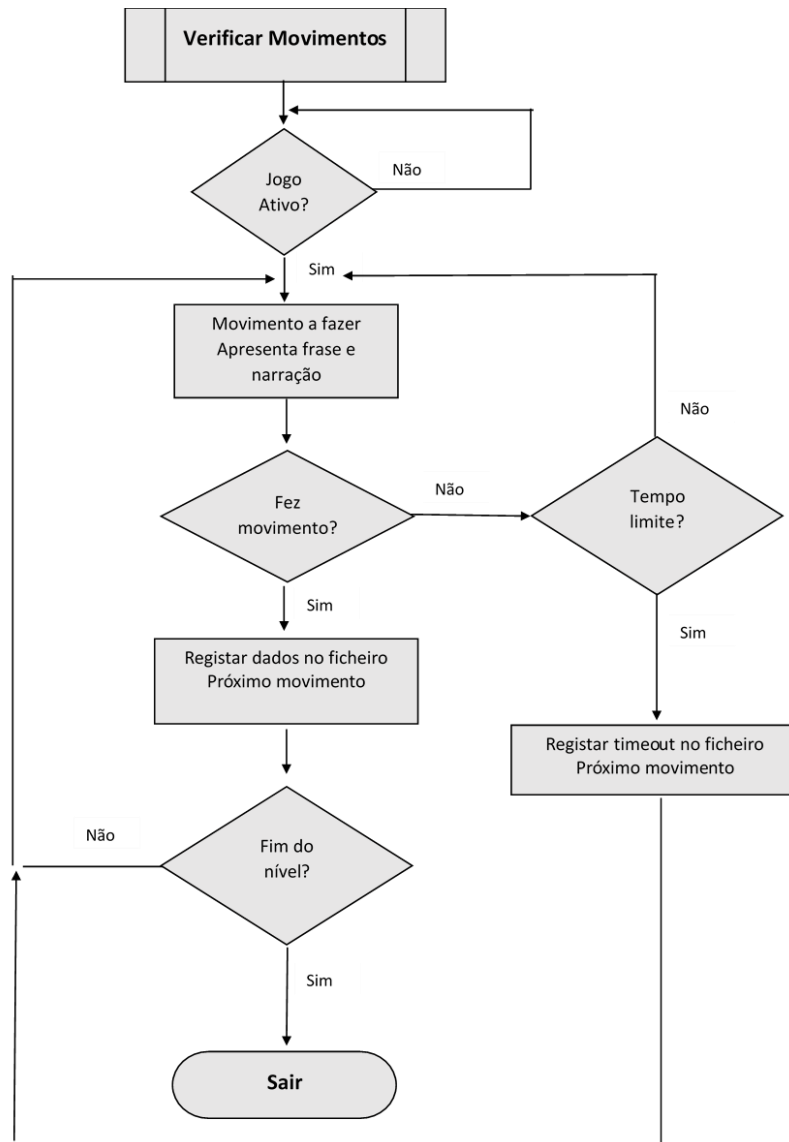 Verificar Movimentos
Jogo
Ativo?
Não
Sim
Movimento a fazer
Apresenta frase e
narração
Não
Fez
movimento?
Não
Tempo
limite?
Sim
Sim
Registar dados no ficheiro
Próximo movimento
Registar timeout no ficheiro
Próximo movimento
Não
Fim do
nível?
Sim
Sair